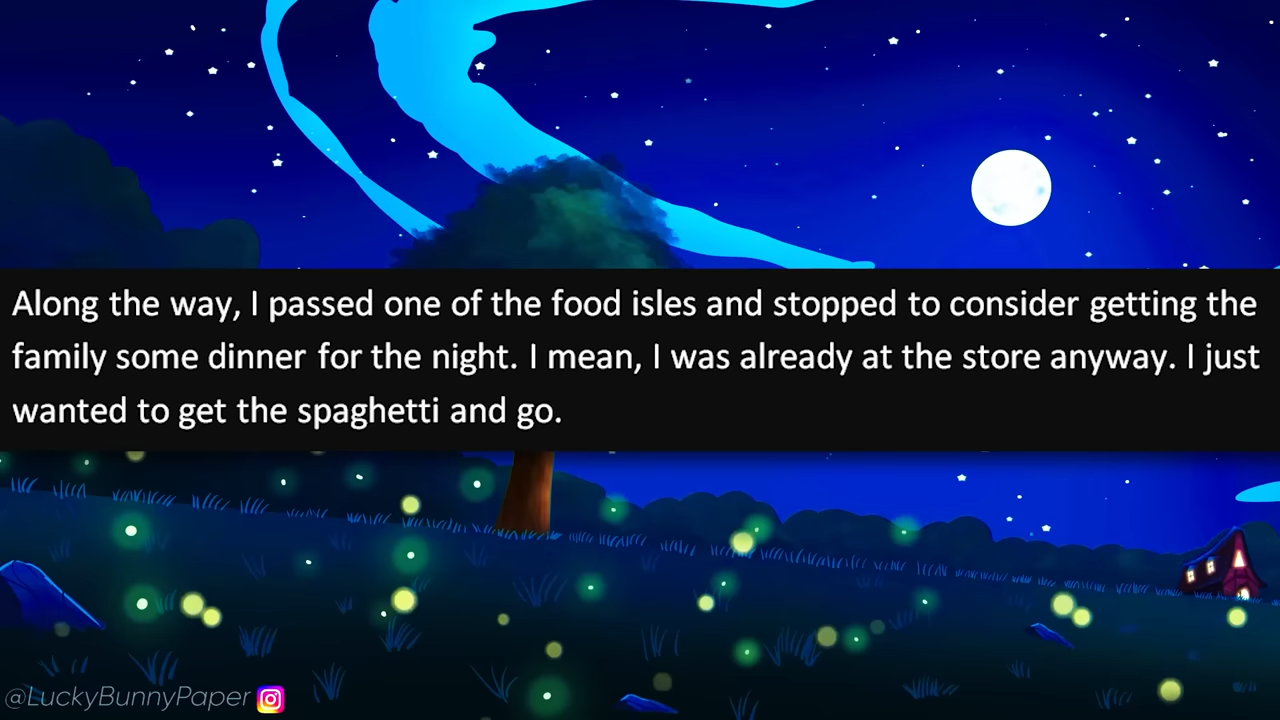 Along the way, I passed one of the food isles and stopped to consider getting the
family some dinner for the night. I mean, I was already at the store anyway. I just
wanted to get the spaghetti and go.
@LuckyBunnyPaper